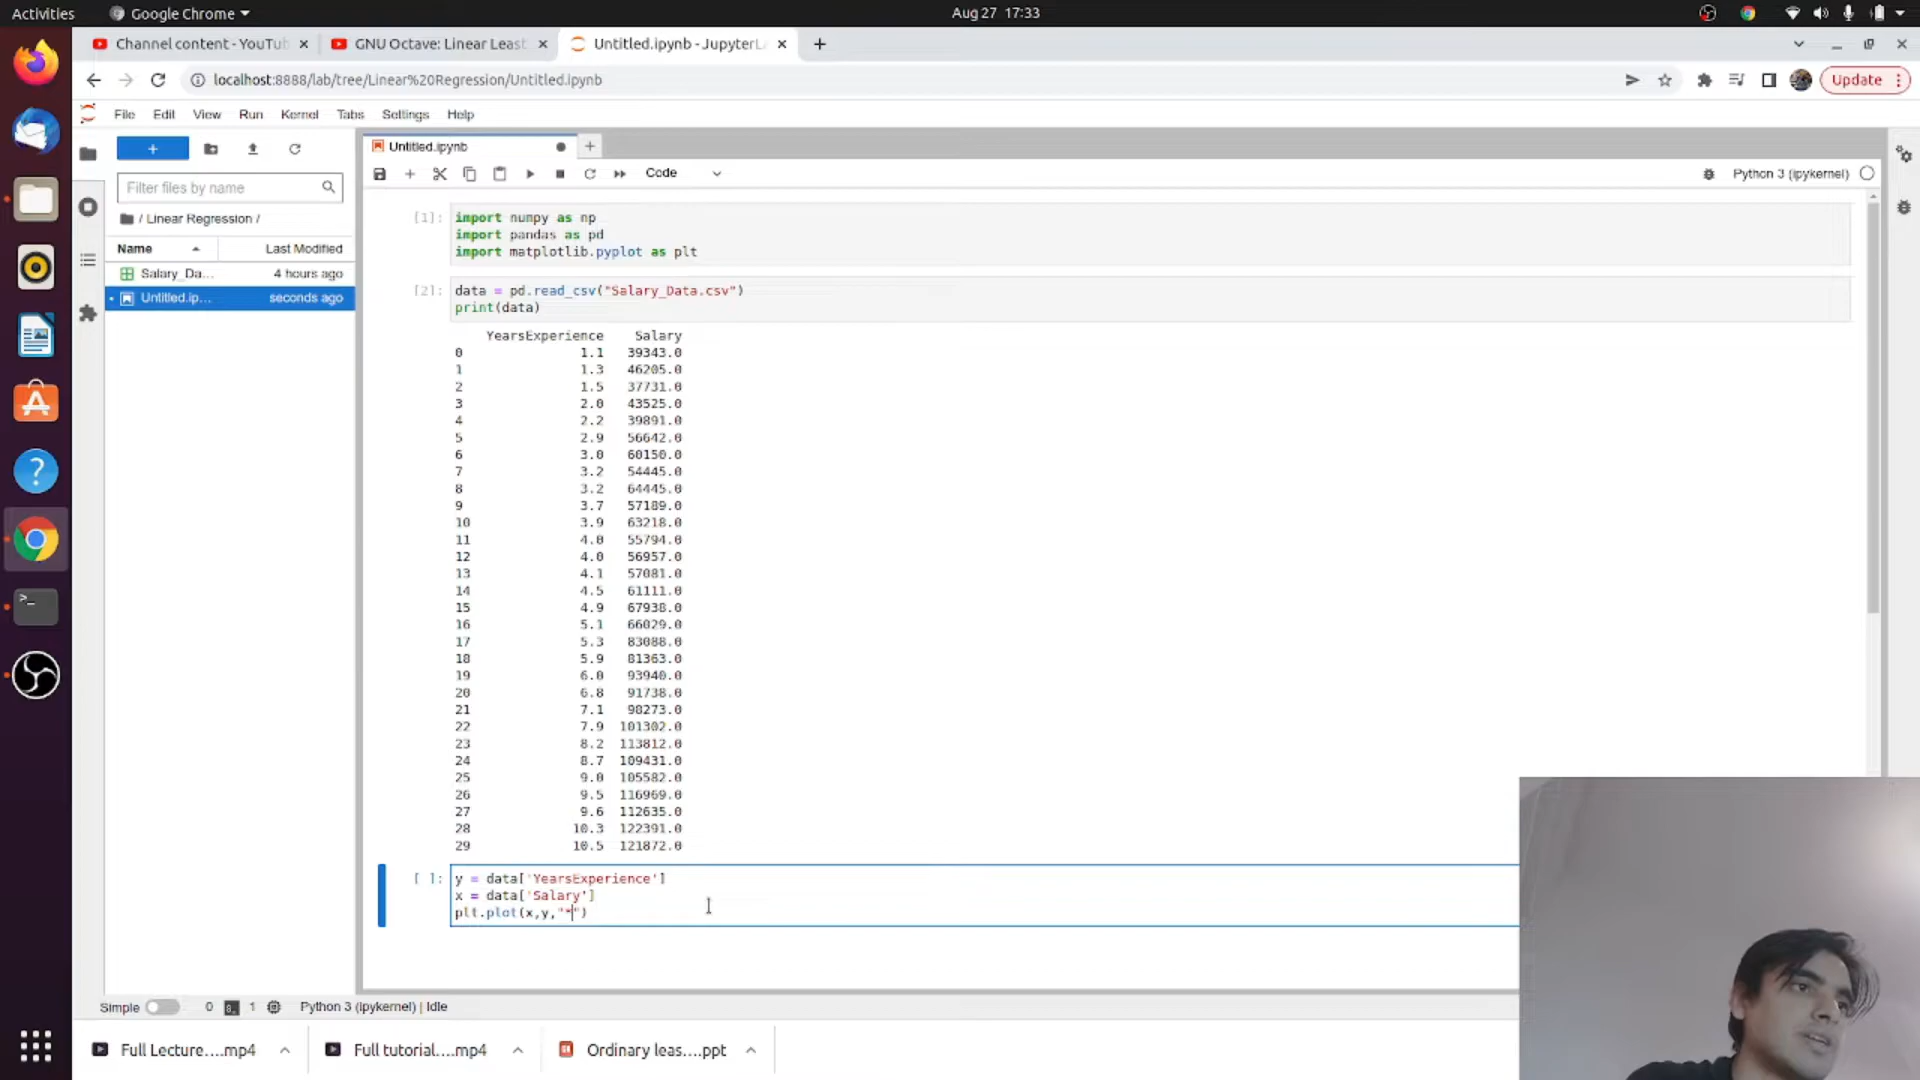 Activities
Google Chrome
Aug 27 17:33
Channel content - YouTub
GNU Octave: Linear Least
Untitled.ipynb - JupyterLa
localhost:8888/lab/tree/Linear%20Regression/Untitled.ipynb
Update
File Edit View Run Kernel Tabs Settings Help
Untitled.ipynb
Code
Python 3 (ipykernel)
Filter files by name
/ Linear Regression /
Name Last Modified
Salary_Da... 4 hours ago
Untitled.ip... seconds ago
[1]: import numpy as np
import pandas as pd
import matplotlib.pyplot as plt
[2]: data = pd.read_csv("Salary_Data.csv")
print(data)
YearsExperience Salary
0 1.1 39343.0
1 1.3 46205.0
2 1.5 37731.0
3 2.0 43525.0
4 2.2 39891.0
5 2.9 56642.0
6 3.0 60150.0
7 3.2 54445.0
8 3.2 64445.0
9 3.7 57189.0
10 3.9 63218.0
11 4.0 55794.0
12 4.0 56957.0
13 4.1 57081.0
14 4.5 61111.0
15 4.9 67938.0
16 5.1 66029.0
17 5.3 83088.0
18 5.9 81363.0
19 6.0 93940.0
20 6.8 91738.0
21 7.1 98273.0
22 7.9 101302.0
23 8.2 113812.0
24 8.7 109431.0
25 9.0 105582.0
26 9.5 116969.0
27 9.6 112635.0
28 10.3 122391.0
29 10.5 121872.0
[ ]: y = data['YearsExperience']
x = data['Salary']
plt.plot(x,y,"*")
Simple 0 1 Python 3 (ipykernel) | Idle
Full Lecture....mp4
Full tutorial....mp4
Ordinary leas....ppt